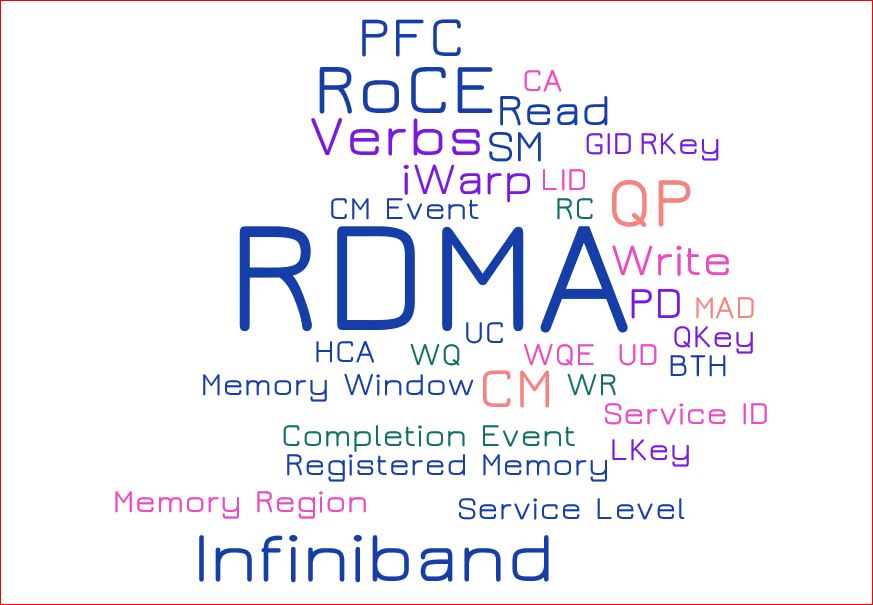 PFC
RoCE
CA
Read
Verbs
SM
GID
RKey
iWarp
LID
CM Event
RC
QP
RDMA
Write
PD
MAD
UC
QKey
HCA
WQ
WQE
UD
BTH
Memory Window
CM
WR
Service ID
Completion Event
LKey
Registered Memory
Memory Region
Service Level
Infiniband